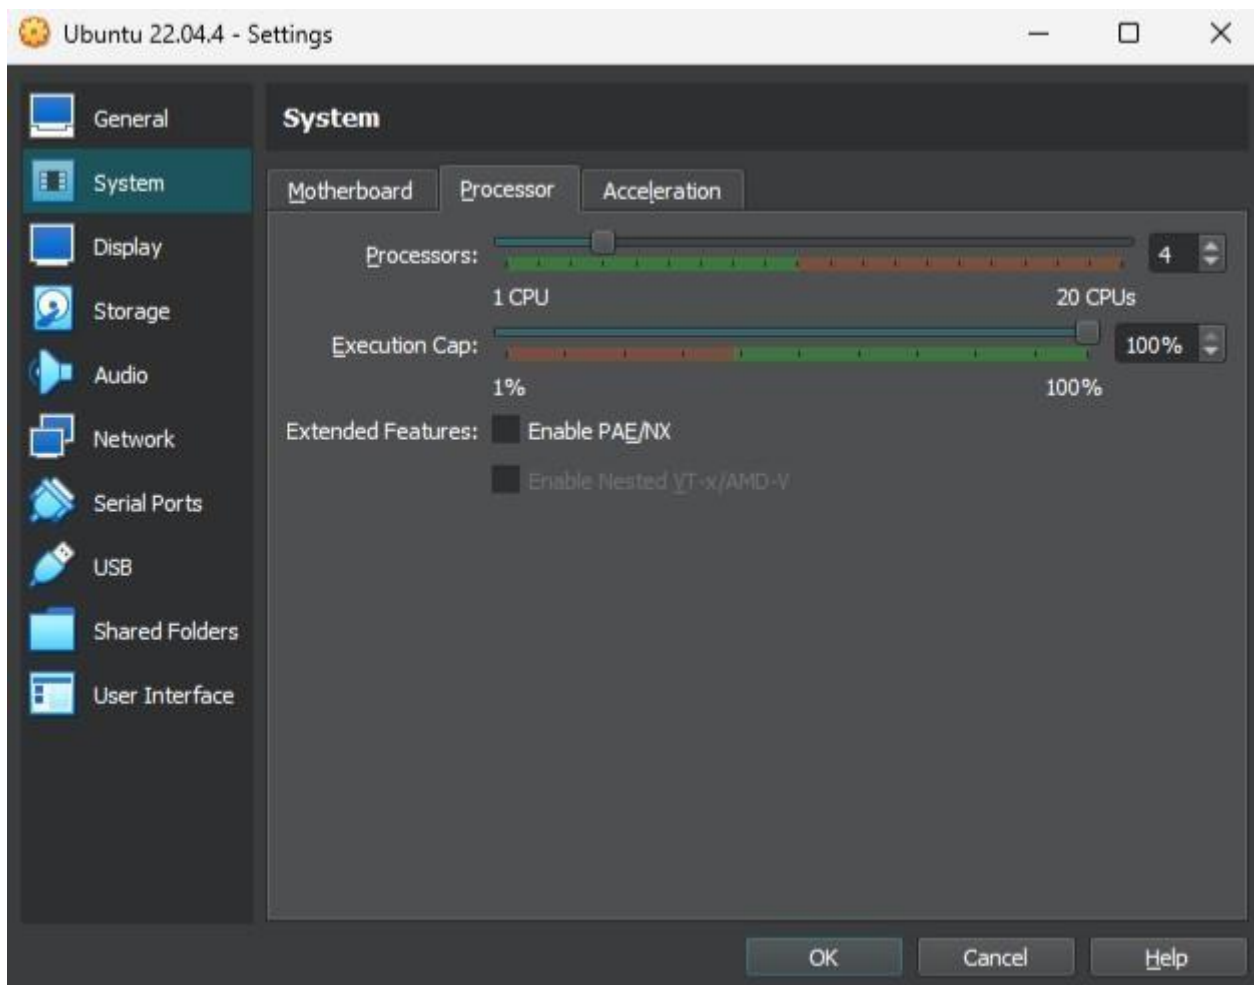 Ubuntu 22.04.4 - Settings
General
System
Display
Storage
Audio
Network
Serial Ports
USB
Shared Folders
User Interface
System
Motherboard Processor Acceleration
Processors: 4
1 CPU 20 CPUs
Execution Cap: 100%
1% 100%
Extended Features: Enable PAE/NX
Enable Nested VT-x/AMD-V
OK Cancel Help